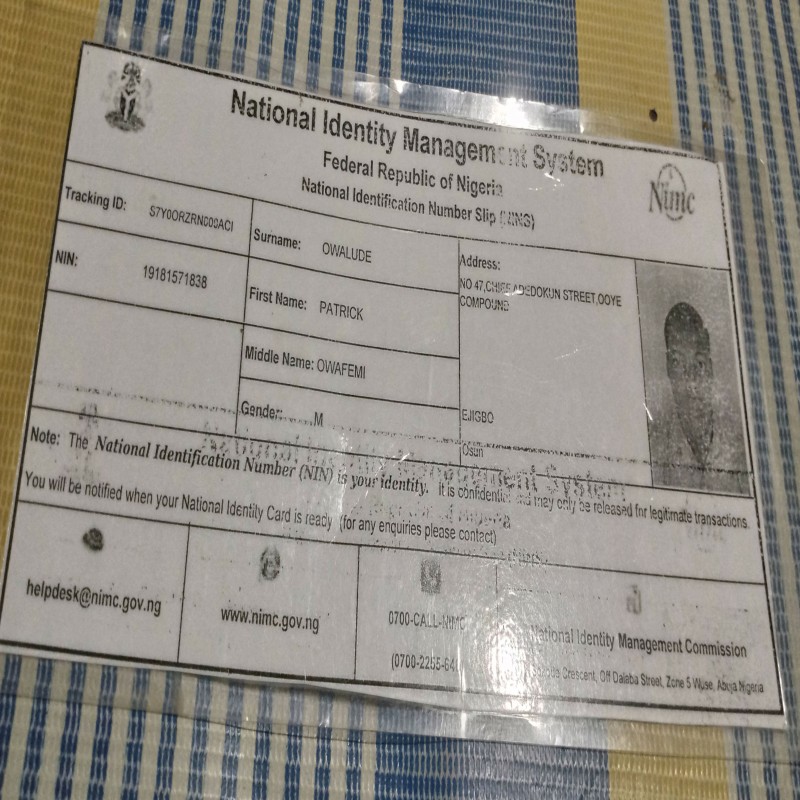 National Identity Management System
Federal Republic of Nigeria
National Identification Number Slip (NINS)
Nimc
Tracking ID:
Surname: OWALUDE
Address:
NO 47,CHIEF ADEDOKUN STREET,OOYE
COMPOUND
NIN: 19181571838
First Name: PATRICK
Middle Name: OWAFEMI
Gender: M
EJIGBO
Osun
Note: The National Identification Number (NIN) is your identity. It is confidential and may only be released for legitimate transactions.
You will be notified when your National Identity Card is ready (for any enquiries please contact)
helpdesk@nimc.gov.ng
www.nimc.gov.ng
0700-CALL-NIMC
(0700-2255-64
National Identity Management Commission
Crescent, Off Dalaba Street, Zone 5 Wuse, Abuja Nigeria